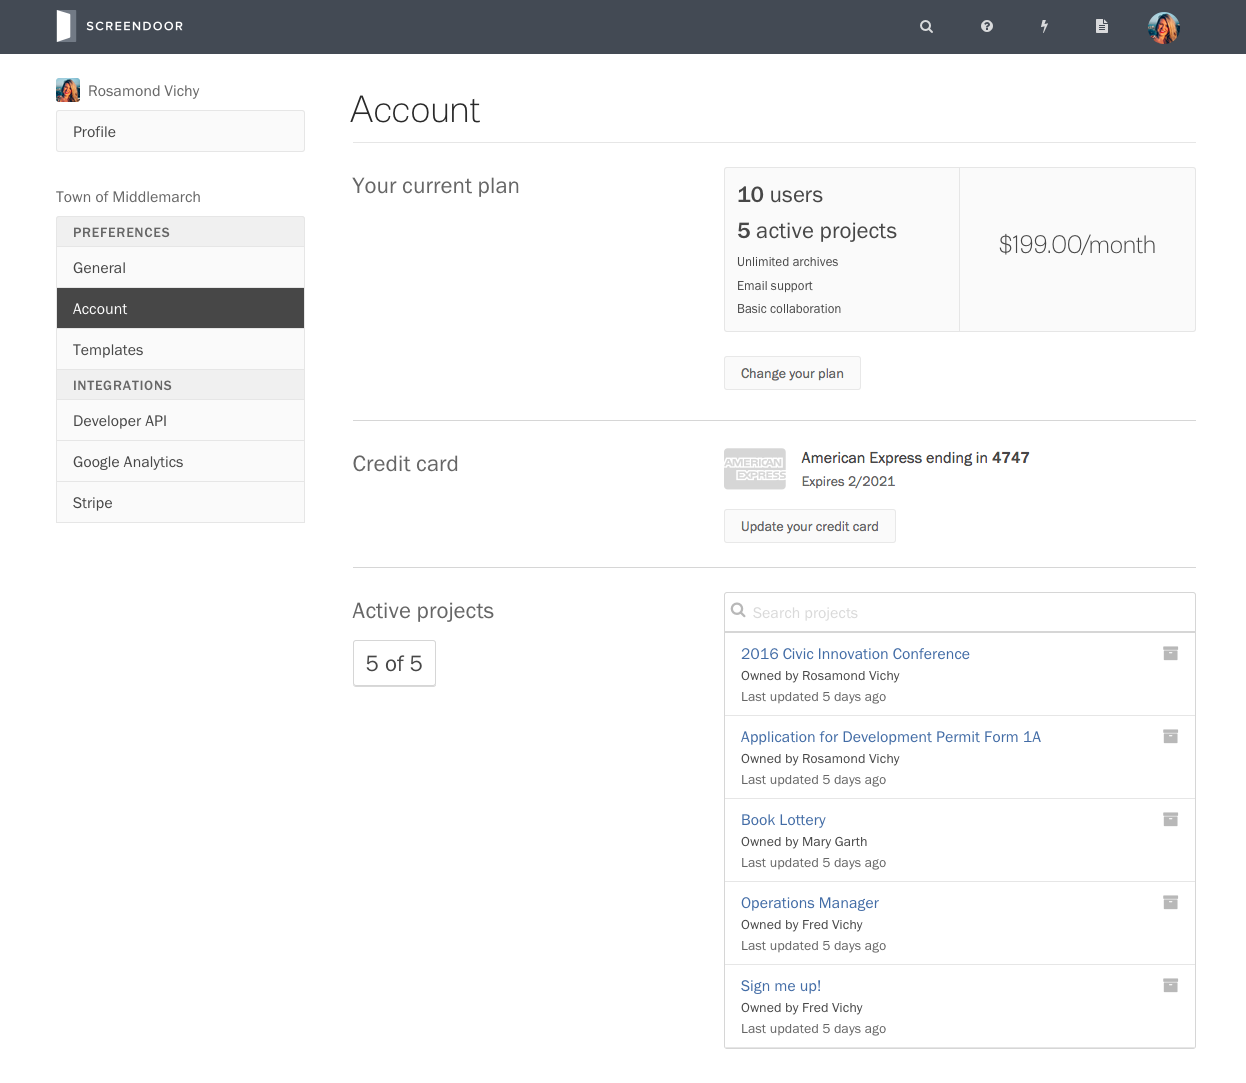 SCREENDOOR
Rosamond Vichy
Profile
Town of Middlemarch
PREFERENCES
General
Account
Templates
INTEGRATIONS
Developer API
Google Analytics
Stripe
Account
Your current plan
10 users
5 active projects
Unlimited archives
Email support
Basic collaboration
$199.00/month
Change your plan
Credit card
AMERICAN
EXPRESS
American Express ending in 4747
Expires 2/2021
Update your credit card
Active projects
5 of 5
Search projects
2016 Civic Innovation Conference
Owned by Rosamond Vichy
Last updated 5 days ago
Application for Development Permit Form 1A
Owned by Rosamond Vichy
Last updated 5 days ago
Book Lottery
Owned by Mary Garth
Last updated 5 days ago
Operations Manager
Owned by Fred Vichy
Last updated 5 days ago
Sign me up!
Owned by Fred Vichy
Last updated 5 days ago